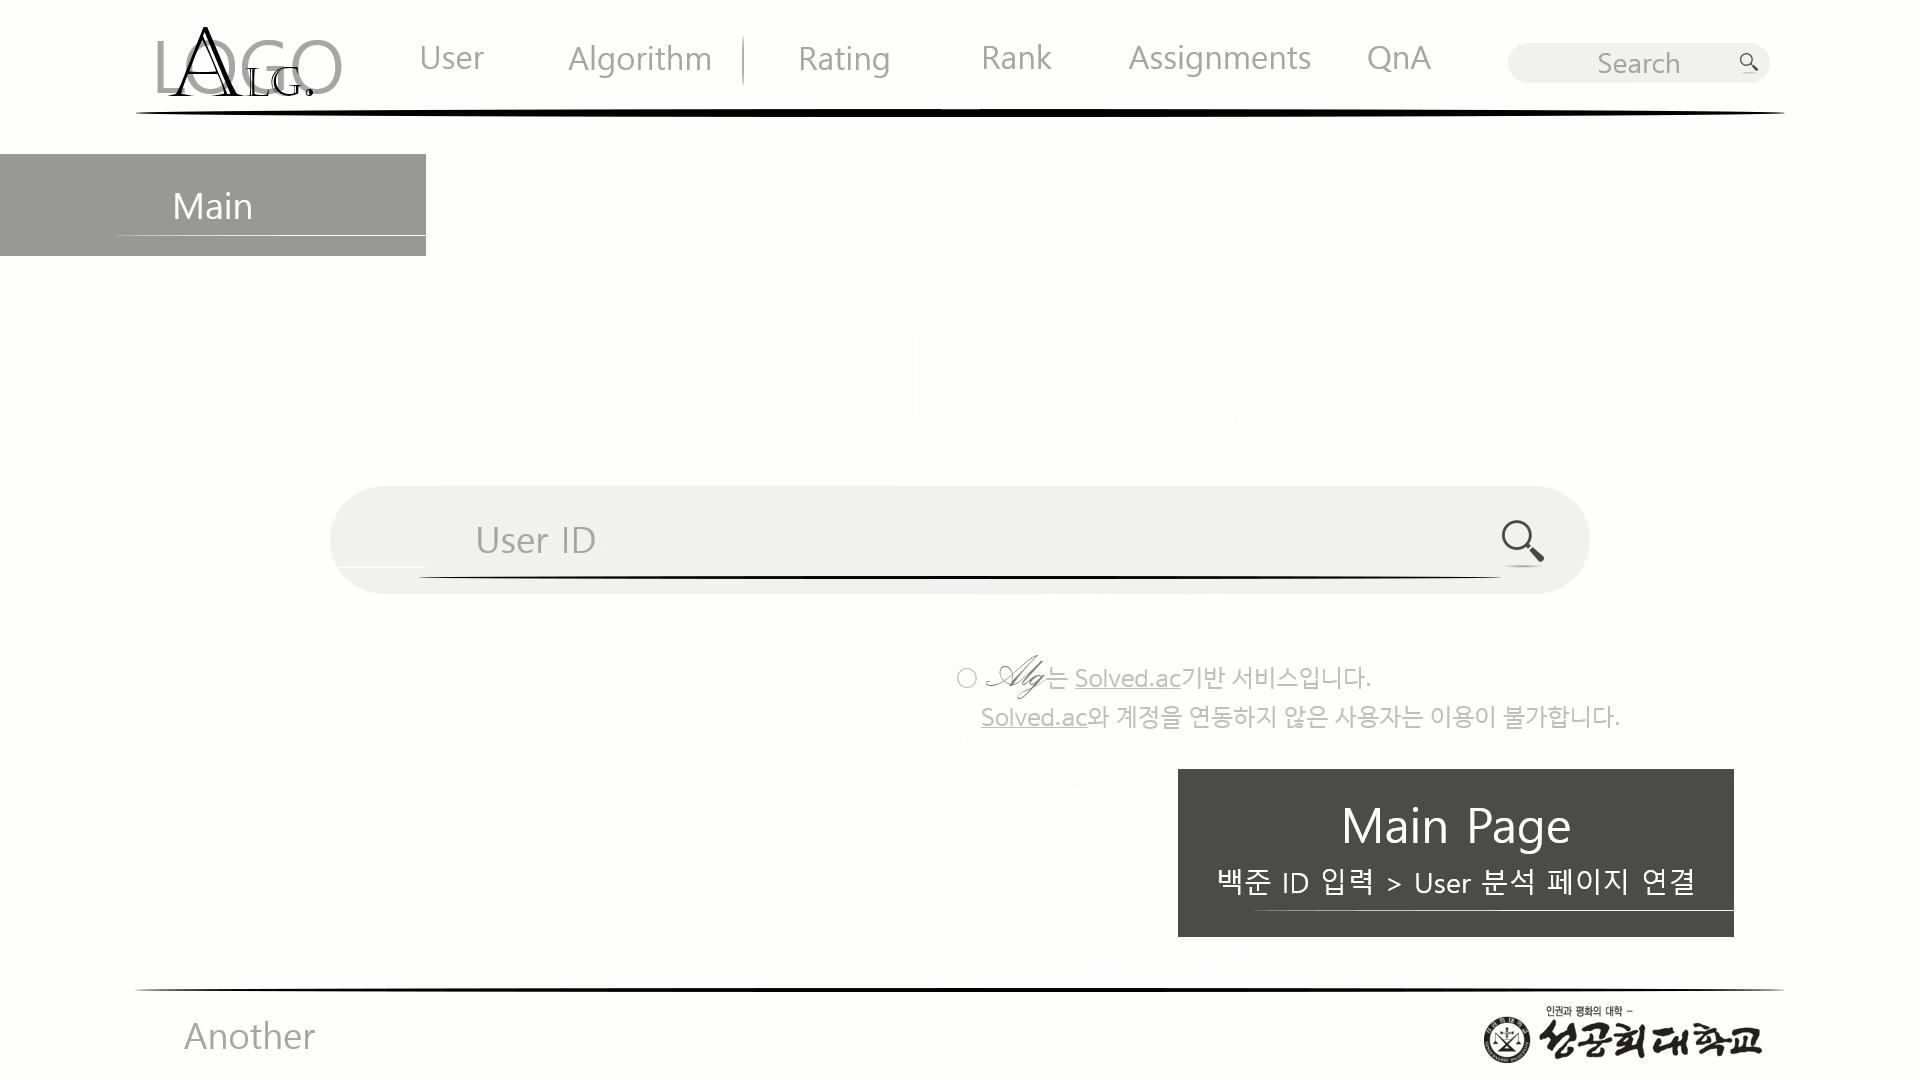 LOGO
ALG.
User
Algorithm
Rating
Rank
Assignments
QnA
Search
Main
User ID
Alg는 Solved.ac기반 서비스입니다.
Solved.ac와 계정을 연동하지 않은 사용자는 이용이 불가합니다.
Main Page
백준 ID 입력 > User 분석 페이지 연결
Another
인권과 평화의 대학 –
성공회대학교